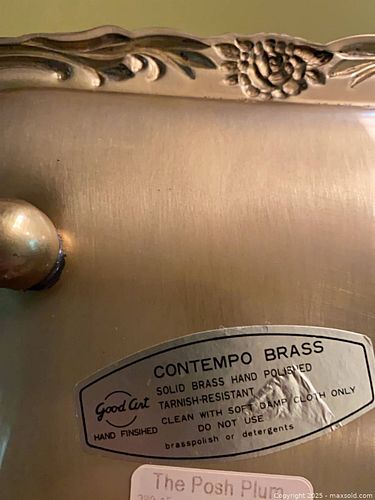 CONTEMPO BRASS
SOLID BRASS HAND POLISHED
TARNISH-RESISTANT
Good Art
HAND FINSIHED
CLEAN WITH SOFT DAMP CLOTH ONLY
DO NOT USE
brasspolish or detergents
The Posh Plum
Copyright © 2025 - maxsold.com